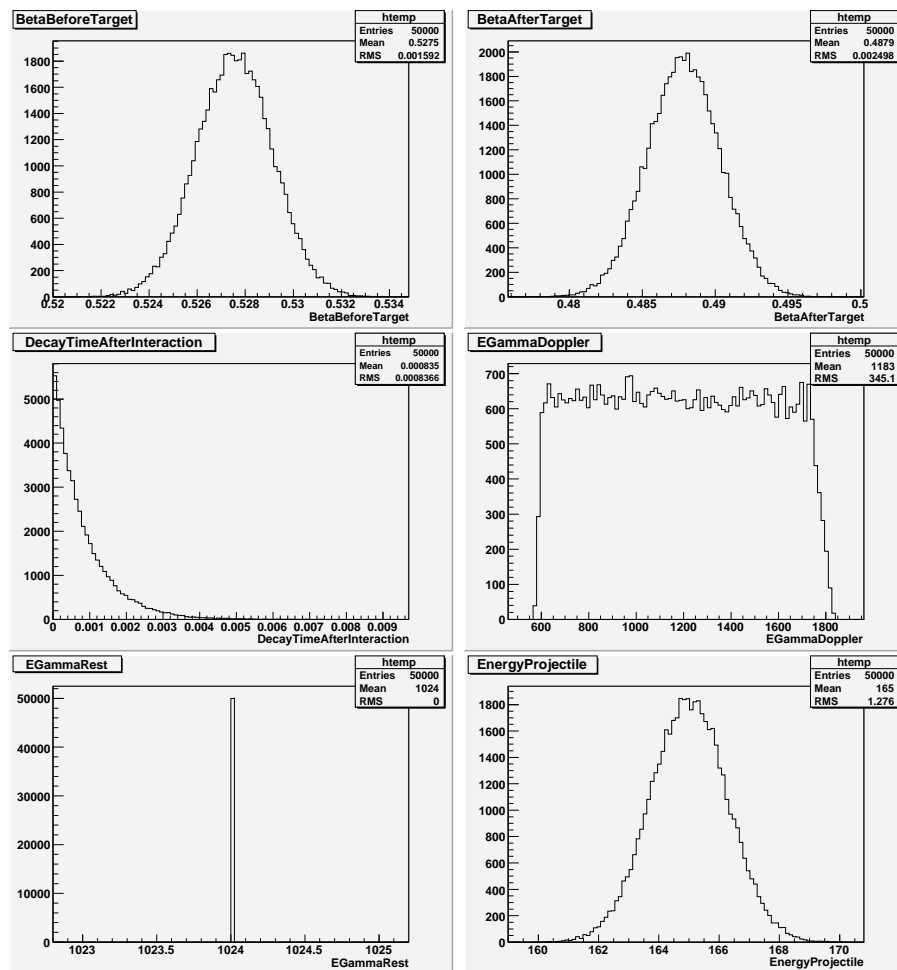 BetaBeforeTarget
htemp
Entries 50000
Mean 0.5275
RMS 0.001592
1800
1600
1400
1200
1000
800
600
400
200
0
0.52 0.522 0.524 0.526 0.528 0.53 0.532 0.534
BetaBeforeTarget
BetaAfterTarget
htemp
Entries 50000
Mean 0.4879
RMS 0.002498
2000
1800
1600
1400
1200
1000
800
600
400
200
0
0.48 0.485 0.49 0.495 0.5
BetaAfterTarget
DecayTimeAfterInteraction
htemp
Entries 50000
Mean 0.000835
RMS 0.0008366
5000
4000
3000
2000
1000
0
0 0.001 0.002 0.003 0.004 0.005 0.006 0.007 0.008 0.009
DecayTimeAfterInteraction
EGammaDoppler
htemp
Entries 50000
Mean 1183
RMS 345.1
700
600
500
400
300
200
100
0
600 800 1000 1200 1400 1600 1800
EGammaDoppler
EGammaRest
htemp
Entries 50000
Mean 1024
RMS 0
50000
40000
30000
20000
10000
0
1023 1023.5 1024 1024.5 1025
EGammaRest
EnergyProjectile
htemp
Entries 50000
Mean 165
RMS 1.276
1800
1600
1400
1200
1000
800
600
400
200
0
160 162 164 166 168 170
EnergyProjectile